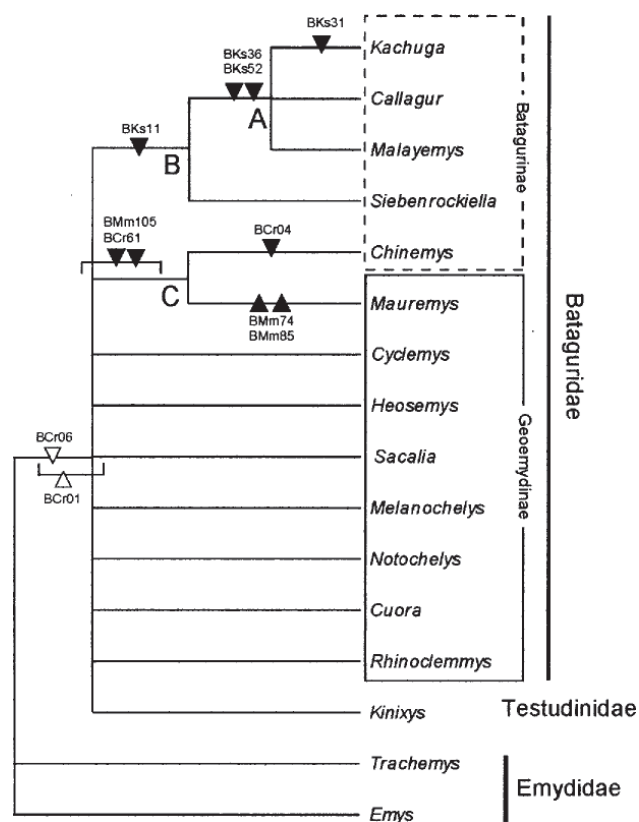 BKs31
Kachuga
BKs36
BKs52
Callagur
A
BKs11
Malayemys
B
Siebenrockiella
Batagurinae
BMm105
BCr61
BCr04
Chinemys
C
Mauremys
BMm74
BMm85
Cyclemys
Heosemys
BCr06
Sacalia
BCr01
Melanochelys
Notochelys
Cuora
Rhinoclemmys
Geoemydinae
Bataguridae
Kinixys
Testudinidae
Trachemys
Emydidae
Emys